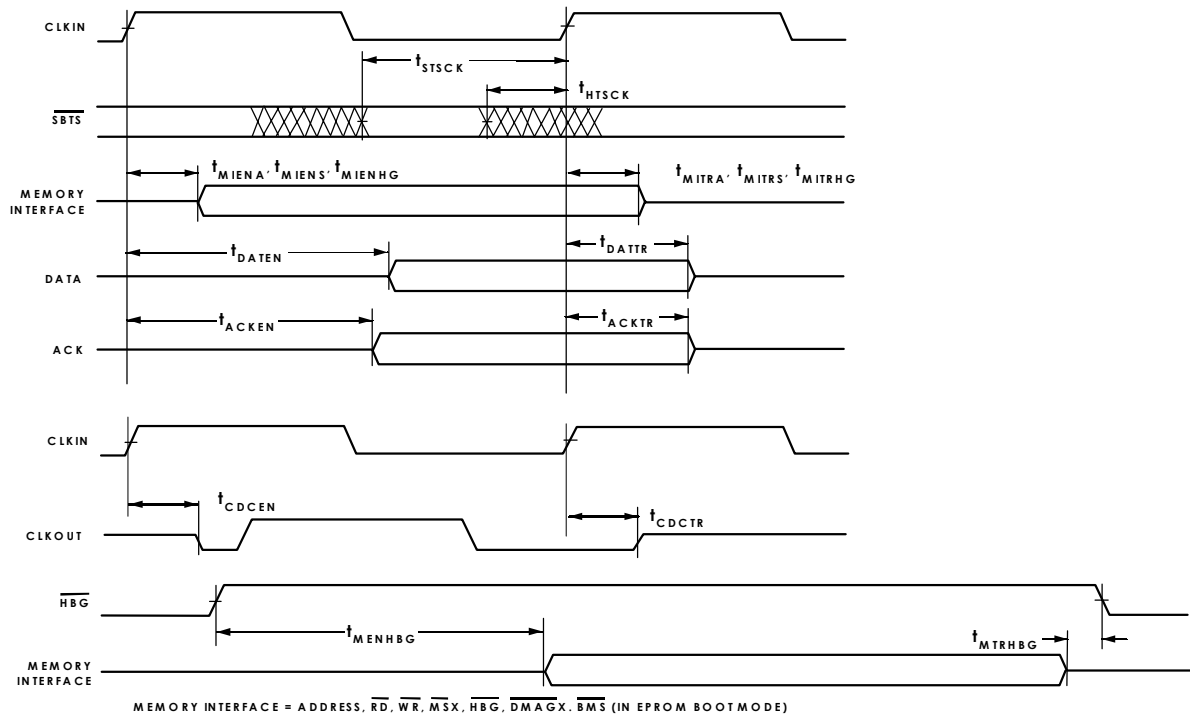 CLKIN
tSTSCK
tHTSCK
SBTS
tMIENA, tMIENS, tMIENHG
tMITRA, tMITRS, tMITRHG
MEMORY
INTERFACE
tDATEN
tDATTR
DATA
tACKEN
tACKTR
ACK
CLKIN
tCDCEN
tCDCTR
CLKOUT
HBG
tMENHBG
tMTRHBG
MEMORY
INTERFACE
MEMORY INTERFACE = ADDRESS, RD, WR, MSX, HBG, DMAGX. BMS (IN EPROM BOOT MODE)